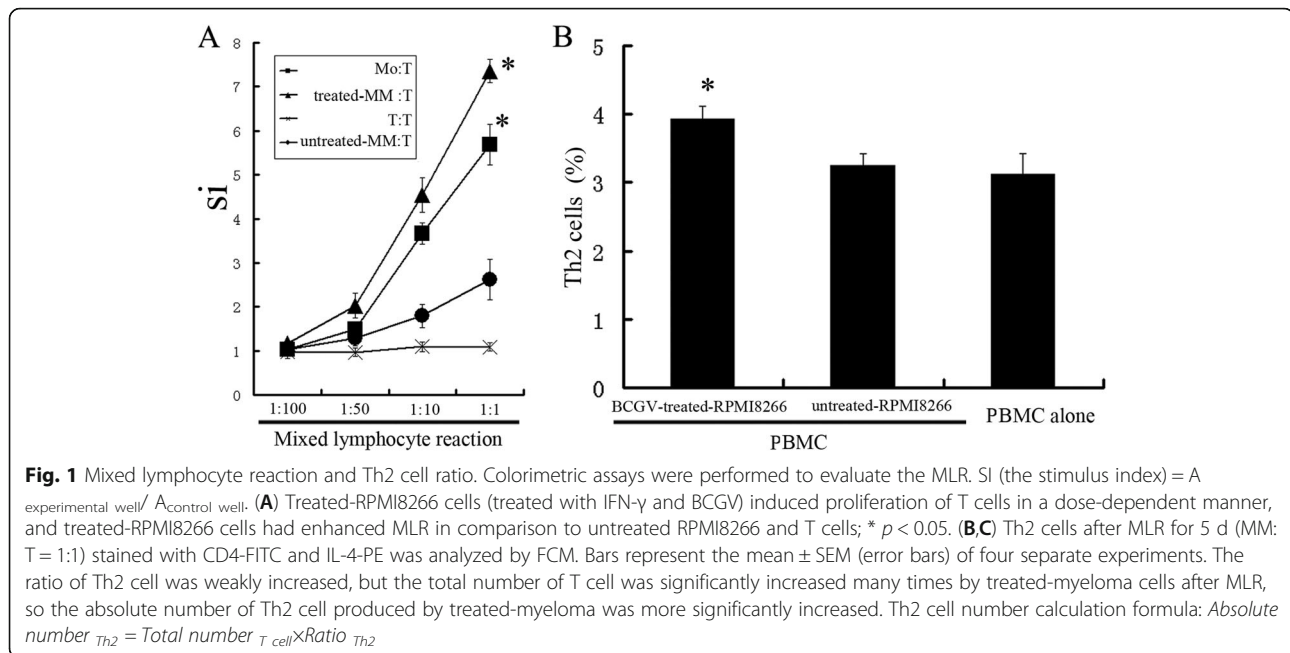 A
8
7
6
5
4
3
2
1
0
si
Mo:T
treated-MM :T
T:T
untreated-MM:T
*
*
1:100 1:50 1:10 1:1
Mixed lymphocyte reaction
B
5
4
3
2
1
0
Th2 cells (%)
*
BCGV-treated-RPMI8266 untreated-RPMI8266 PBMC alone
PBMC
Fig. 1 Mixed lymphocyte reaction and Th2 cell ratio. Colorimetric assays were performed to evaluate the MLR. SI (the stimulus index) = A
experimental well/ Acontrol well. (A) Treated-RPMI8266 cells (treated with IFN-γ and BCGV) induced proliferation of T cells in a dose-dependent manner,
and treated-RPMI8266 cells had enhanced MLR in comparison to untreated RPMI8266 and T cells; * p < 0.05. (B,C) Th2 cells after MLR for 5 d (MM:
T = 1:1) stained with CD4-FITC and IL-4-PE was analyzed by FCM. Bars represent the mean ± SEM (error bars) of four separate experiments. The
ratio of Th2 cell was weakly increased, but the total number of T cell was significantly increased many times by treated-myeloma cells after MLR,
so the absolute number of Th2 cell produced by treated-myeloma was more significantly increased. Th2 cell number calculation formula: Absolute
number Th2 = Total number T cell×Ratio Th2